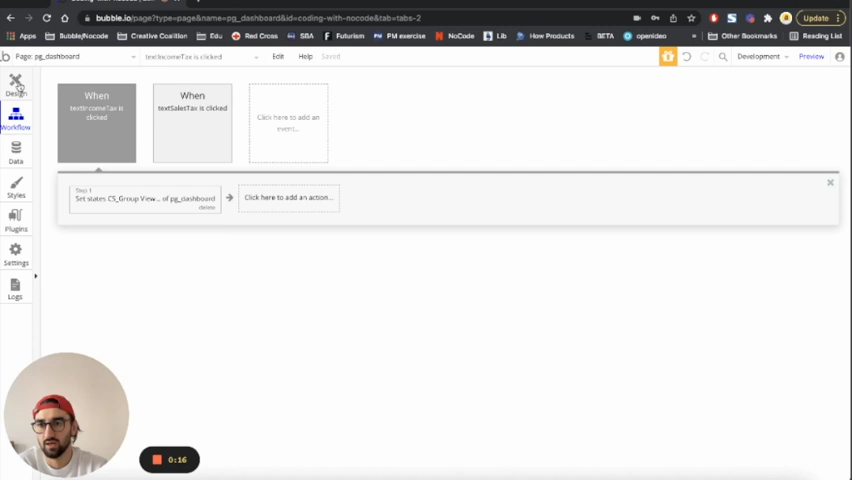 bubble.io/page?type=page&name=pg_dashboard&id=coding-with-nocode&tab=tabs-2
Update
Apps
Bubble/Nocode
Creative Coalition
Edu
Red Cross
SBA
Futurism
PM exercise
NoCode
Lib
How Products
BETA
openideo
»
Other Bookmarks
Reading List
Page: pg_dashboard
textIncomeTax is clicked
Edit
Help
Saved
Development
Preview
Design
Workflow
Data
Styles
Plugins
Settings
Logs
When
textIncomeTax is
clicked
When
textSalesTax is clicked
Click here to add an
event...
Step 1
Set states CS_Group View... of pg_dashboard
delete
Click here to add an action...
0:16